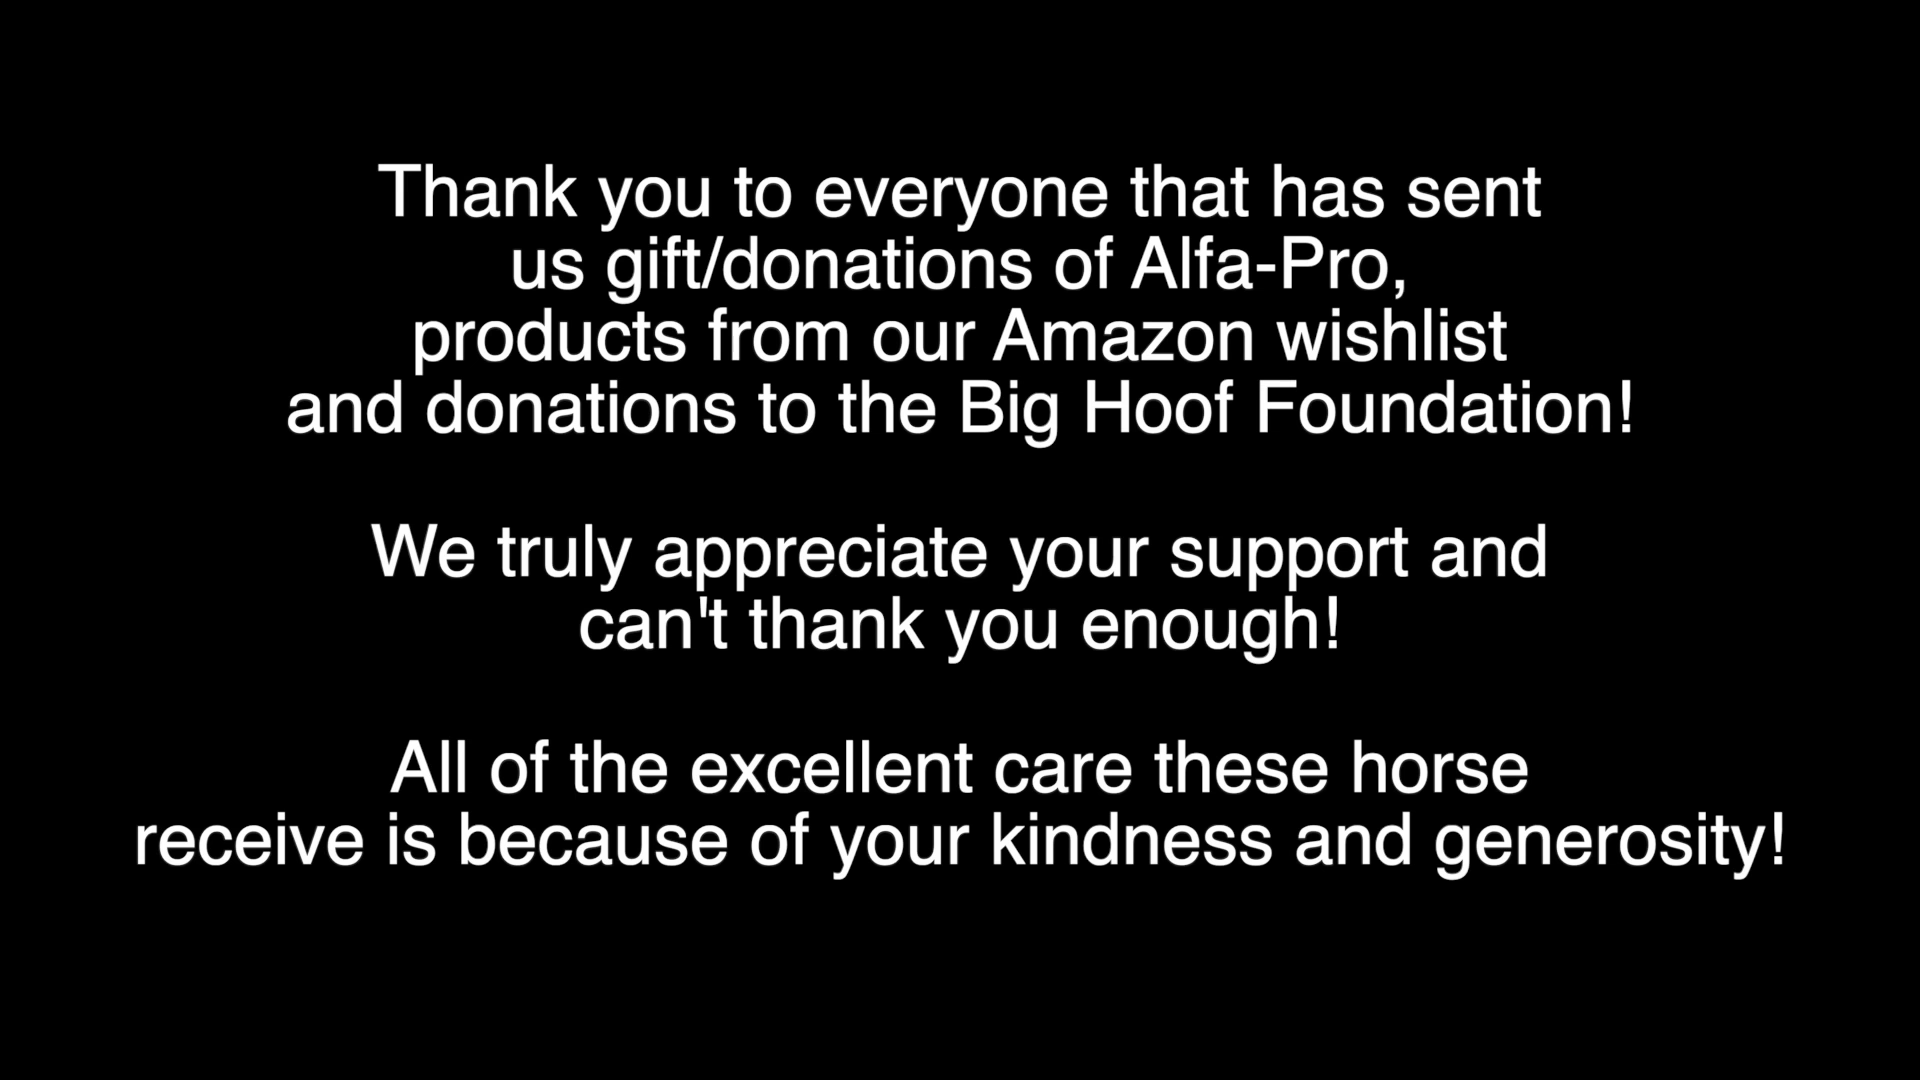 Thank you to everyone that has sent
us gift/donations of Alfa-Pro,
products from our Amazon wishlist
and donations to the Big Hoof Foundation!
We truly appreciate your support and
can't thank you enough!
All of the excellent care these horse
receive is because of your kindness and generosity!